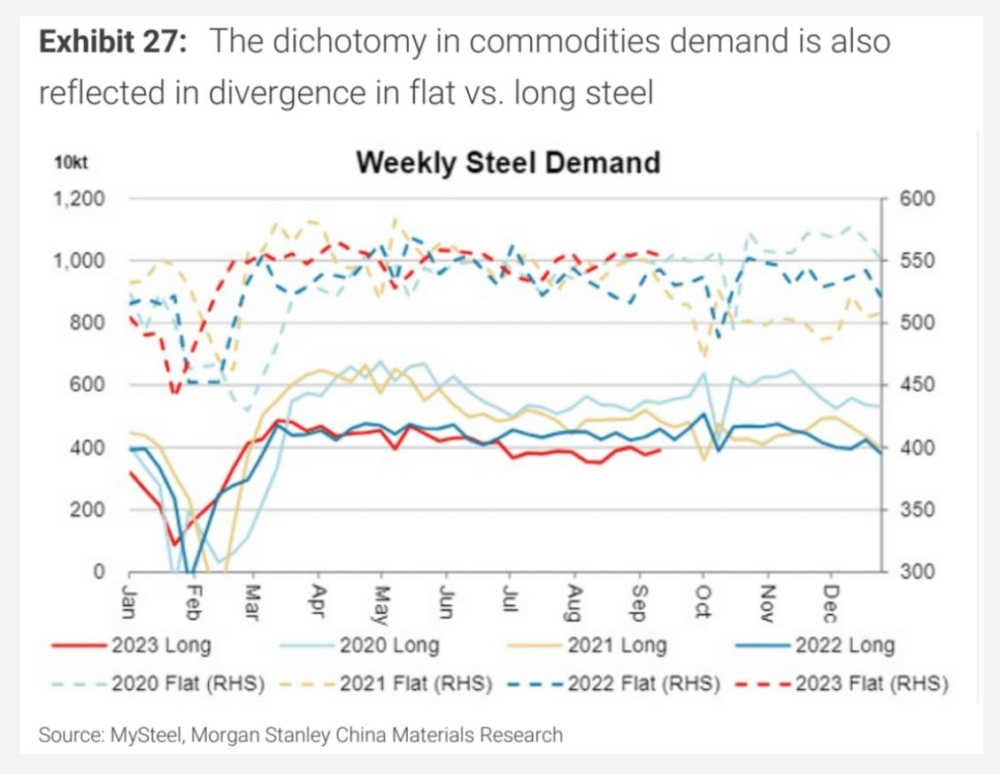 Exhibit 27: The dichotomy in commodities demand is also
reflected in divergence in flat vs. long steel
10kt
Weekly Steel Demand
1,200
1,000
800
600
400
200
0
600
550
500
450
400
350
300
Jan Feb Mar Apr May Jun Jul Aug Sep Oct Nov Dec
2023 Long 2020 Long 2021 Long 2022 Long
2020 Flat (RHS) 2021 Flat (RHS) 2022 Flat (RHS) 2023 Flat (RHS)
Source: MySteel, Morgan Stanley China Materials Research